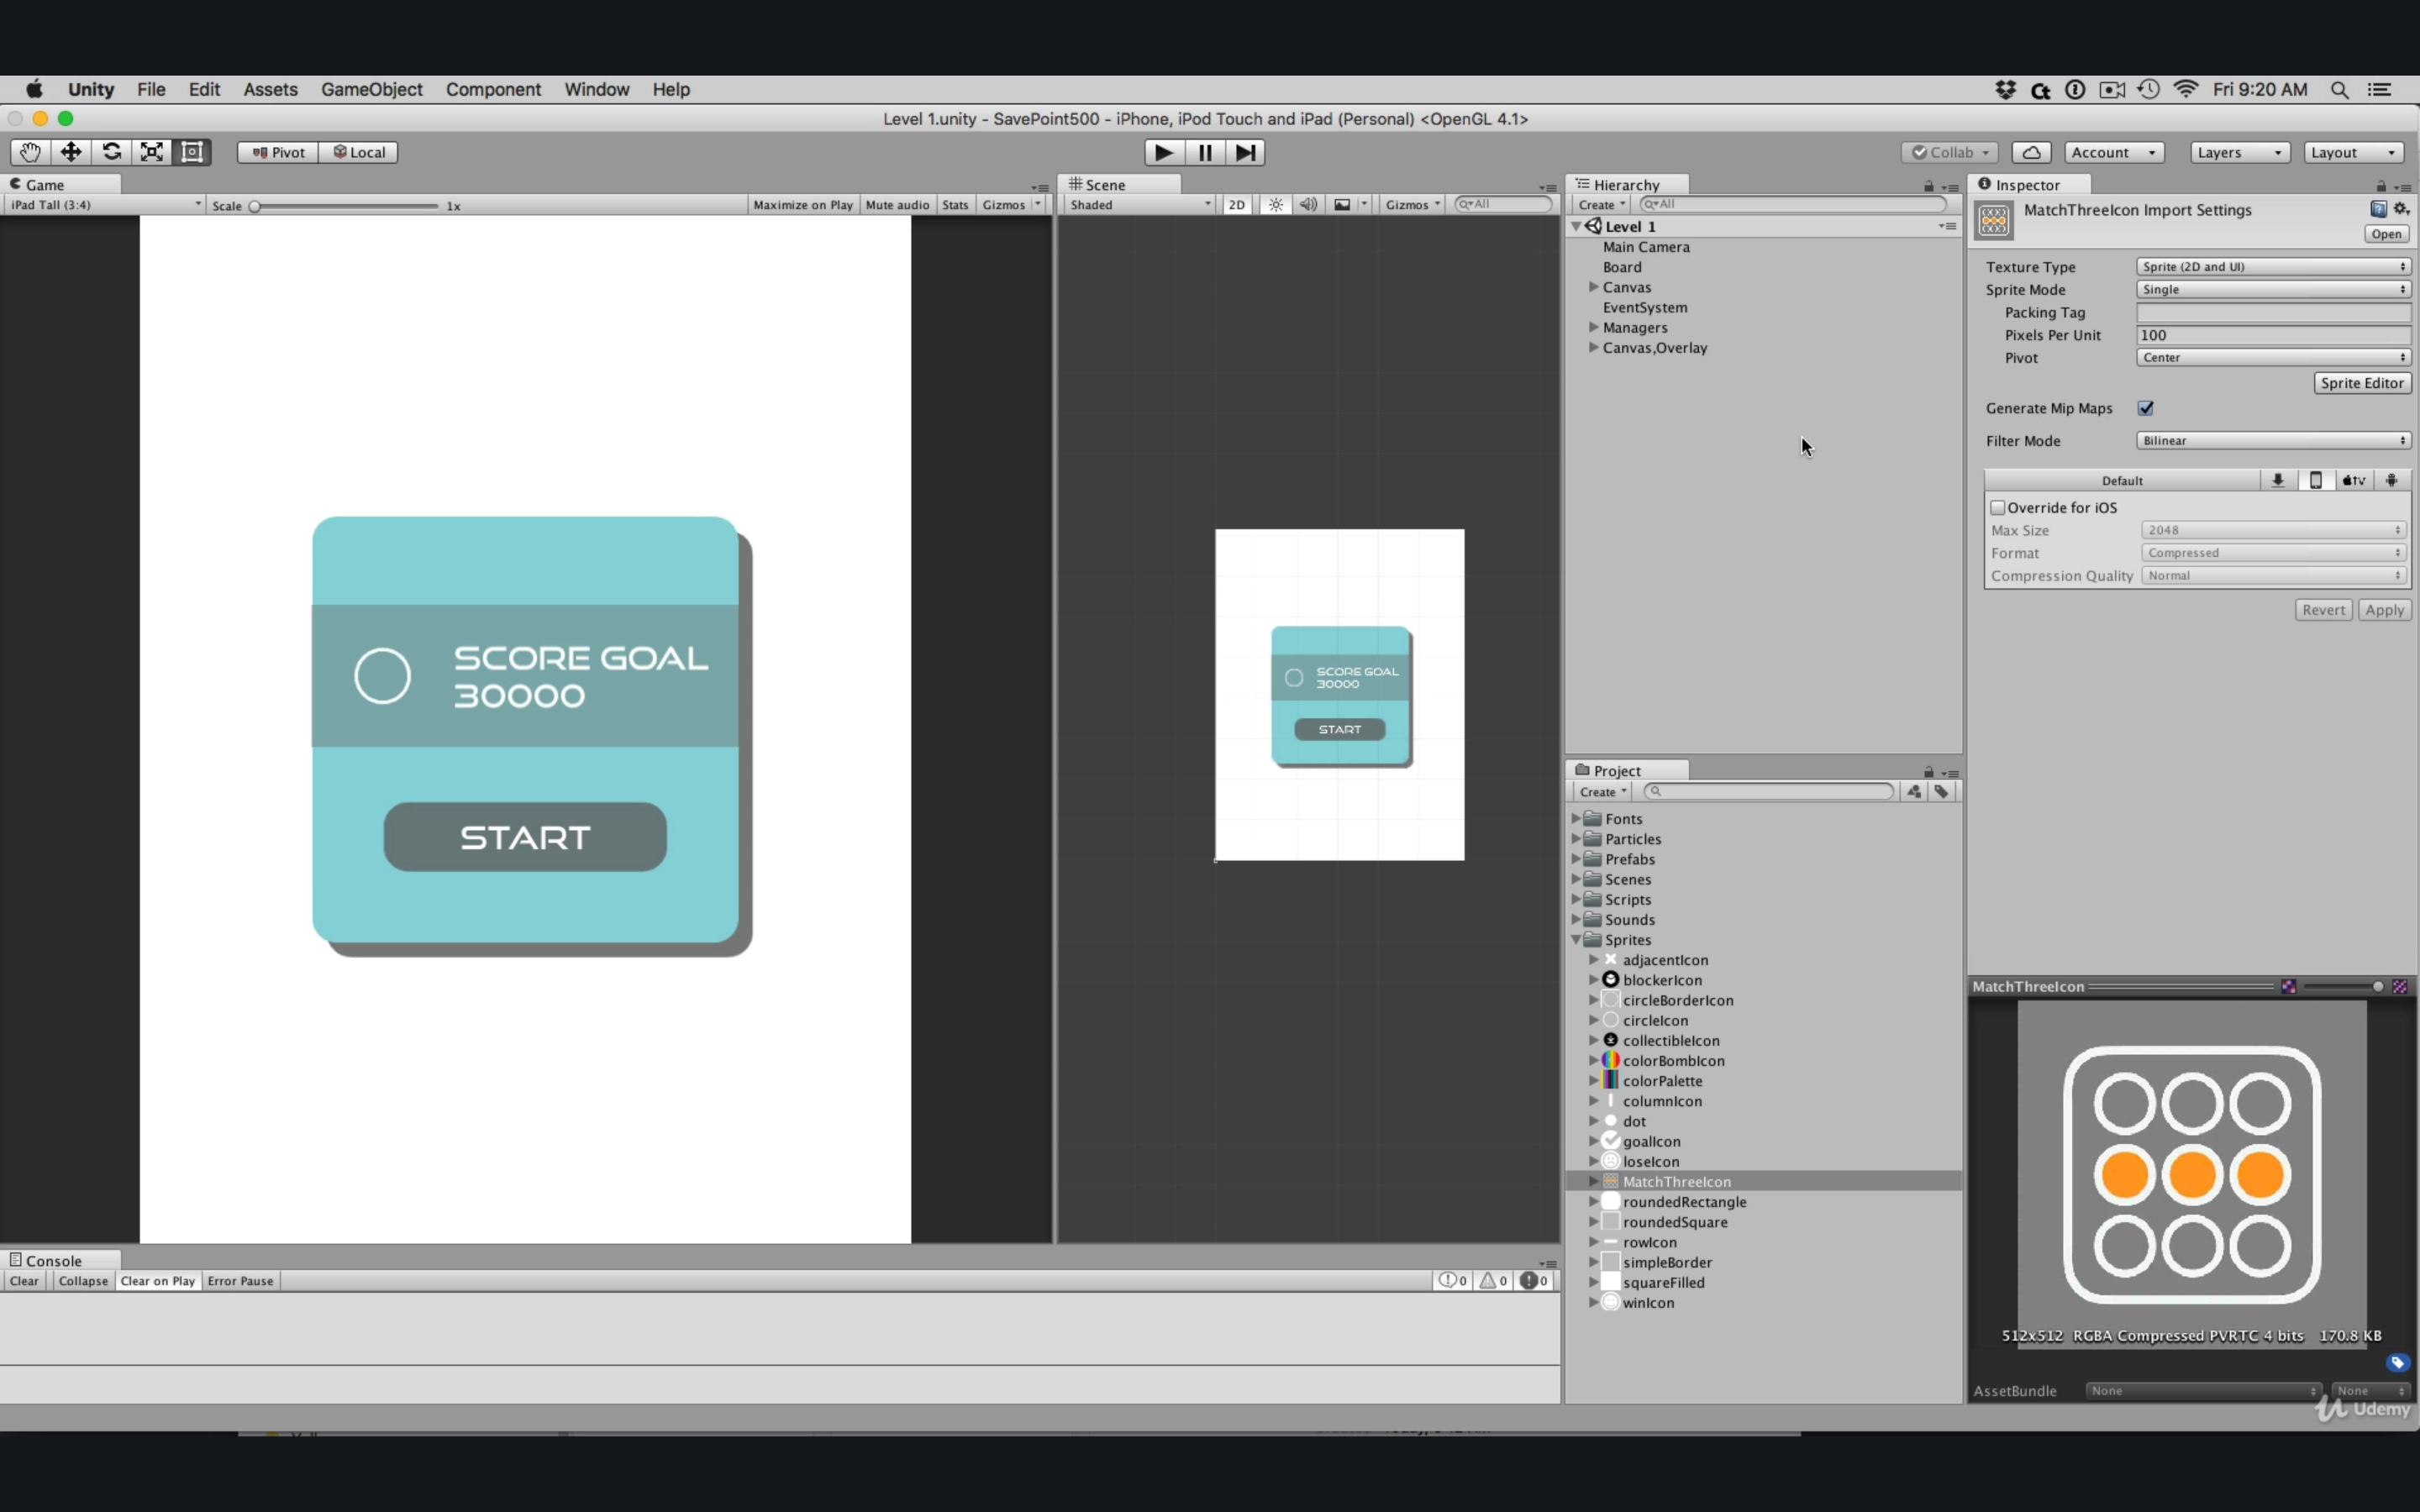 Unity File Edit Assets GameObject Component Window Help Fri 9:20 AM
Level 1.unity - SavePoint500 - iPhone, iPod Touch and iPad (Personal) <OpenGL 4.1>
Pivot Local Collab Account Layers Layout
Game
iPad Tall (3:4) Scale 1x Maximize on Play Mute audio Stats Gizmos
SCORE GOAL
30000
START
Scene
Shaded 2D Gizmos All
SCORE GOAL
30000
START
Hierarchy
Create All
Level 1
Main Camera
Board
Canvas
EventSystem
Managers
Canvas,Overlay
Project
Create
Fonts
Particles
Prefabs
Scenes
Scripts
Sounds
Sprites
adjacentIcon
blockerIcon
circleBorderIcon
circleIcon
collectibleIcon
colorBombIcon
colorPalette
columnIcon
dot
goalIcon
loseIcon
MatchThreeIcon
roundedRectangle
roundedSquare
rowIcon
simpleBorder
squareFilled
winIcon
Inspector
MatchThreeIcon Import Settings
Open
Texture Type Sprite (2D and UI)
Sprite Mode Single
Packing Tag
Pixels Per Unit 100
Pivot Center
Sprite Editor
Generate Mip Maps
Filter Mode Bilinear
Default tv
Override for iOS
Max Size 2048
Format Compressed
Compression Quality Normal
Revert Apply
MatchThreeIcon
512x512 RGBA Compressed PVRTC 4 bits 170.8 KB
AssetBundle None None
Udemy
Console
Clear Collapse Clear on Play Error Pause 0 0 0